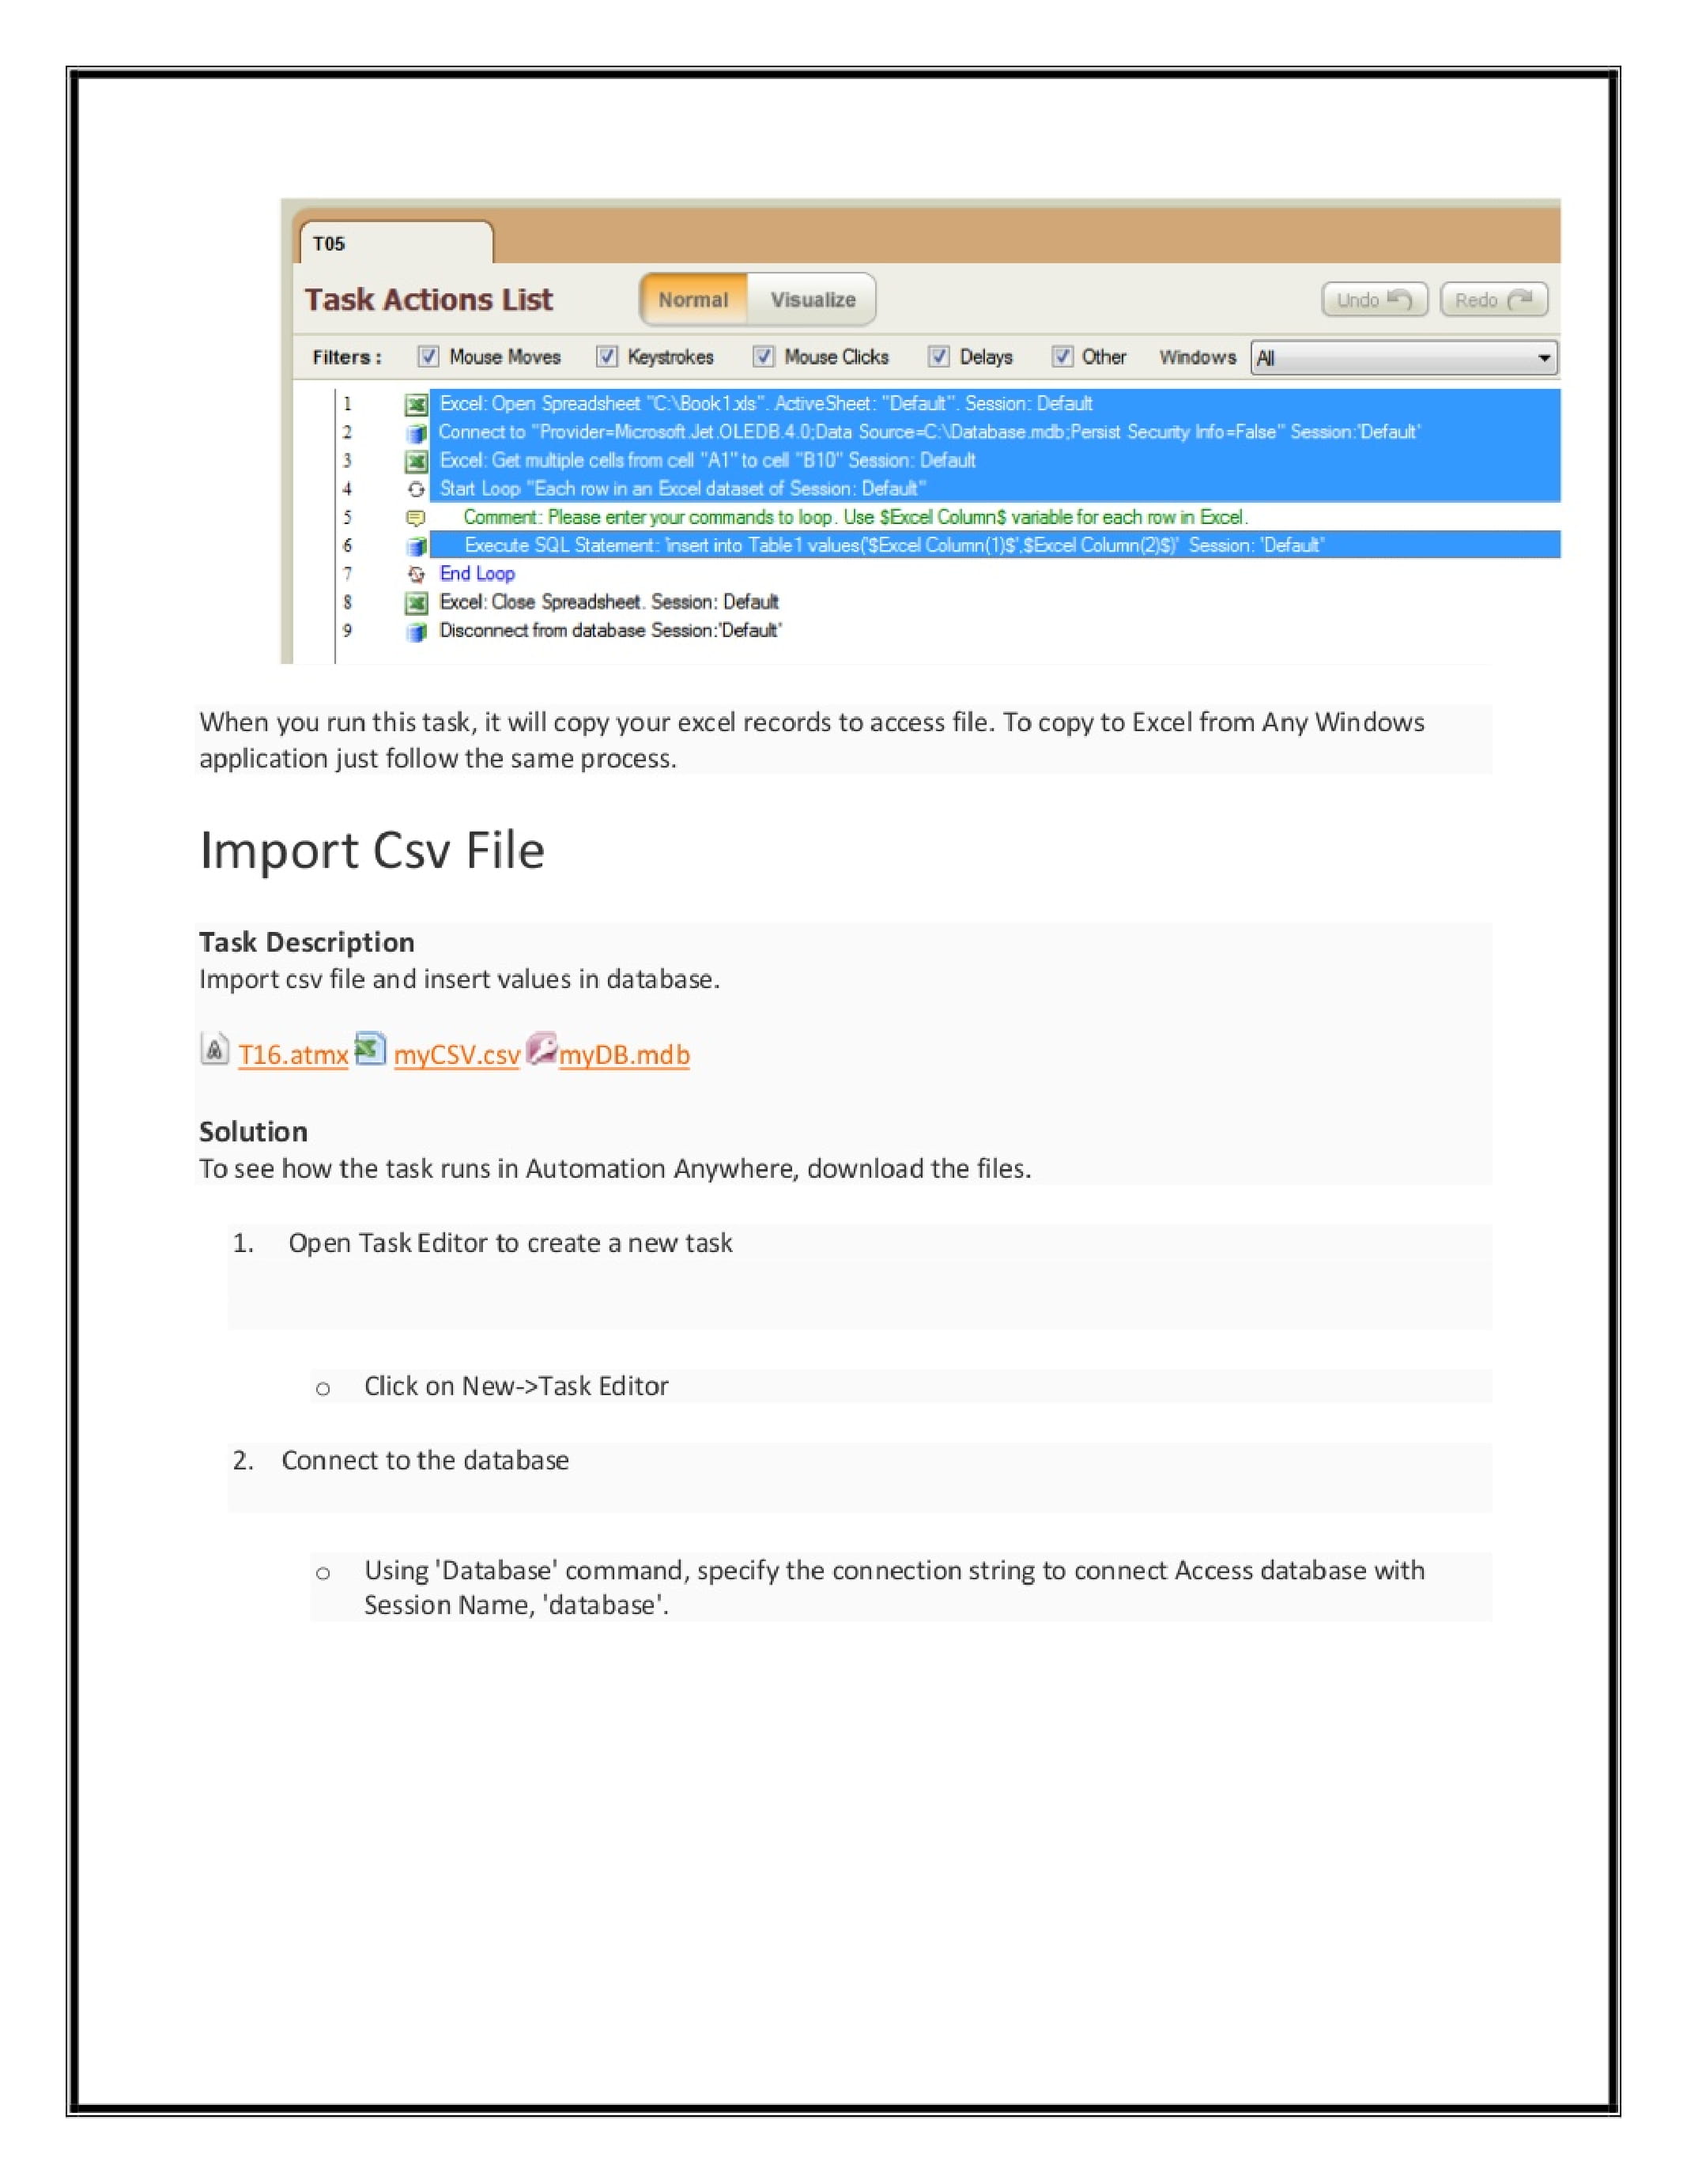 T05
Task Actions List Normal Visualize Undo Redo
Filters : Mouse Moves Keystrokes Mouse Clicks Delays Other Windows All
1 Excel: Open Spreadsheet "C:\Book1.xls". ActiveSheet: "Default". Session: Default
2 Connect to "Provider=Microsoft.Jet.OLEDB.4.0;Data Source=C:\Database.mdb;Persist Security Info=False" Session:'Default'
3 Excel: Get multiple cells from cell "A1" to cell "B10" Session: Default
4 Start Loop "Each row in an Excel dataset of Session: Default"
5 Comment: Please enter your commands to loop. Use $Excel Column$ variable for each row in Excel.
6 Execute SQL Statement: 'insert into Table1 values('$Excel Column(1)$',$Excel Column(2)$)' Session: 'Default'
7 End Loop
8 Excel: Close Spreadsheet. Session: Default
9 Disconnect from database Session:'Default'
When you run this task, it will copy your excel records to access file. To copy to Excel from Any Windows
application just follow the same process.
Import Csv File
Task Description
Import csv file and insert values in database.
T16.atmx myCSV.csv myDB.mdb
Solution
To see how the task runs in Automation Anywhere, download the files.
1. Open Task Editor to create a new task
o Click on New->Task Editor
2. Connect to the database
o Using 'Database' command, specify the connection string to connect Access database with
Session Name, 'database'.